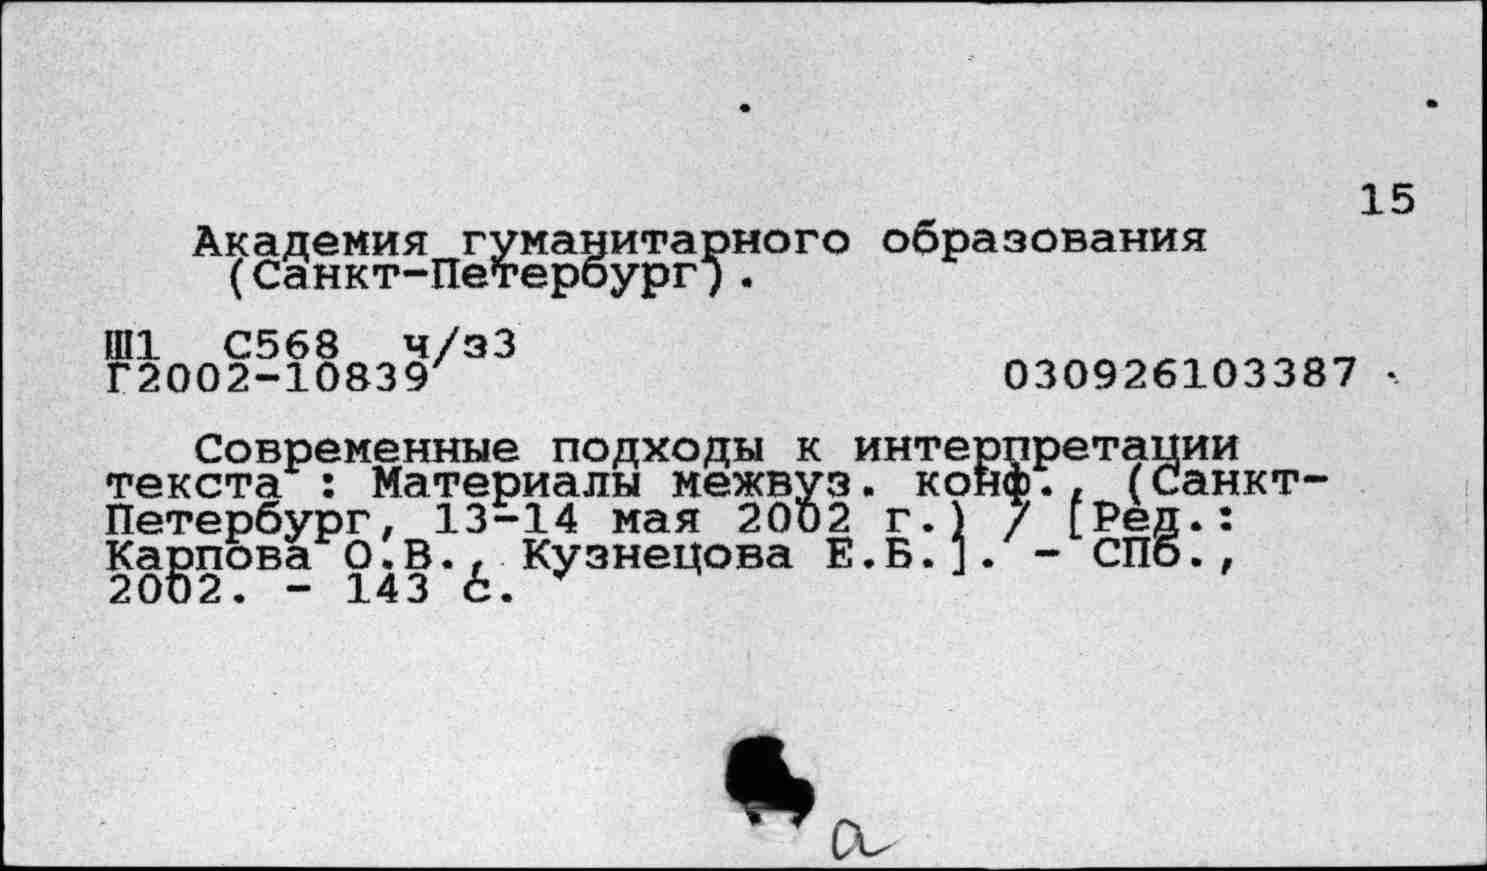 15
Академия гуманитарного образования
(Санкт-Петербург).
Ш1 С568 ч/з3
Г2002-10839
030926103387
Современные подходы к интерпретации
текста : Материалы межвуз. конф., (Санкт-
Петербург, 13-14 мая 2002 г.) / [Ред.:
Карпова О.В., Кузнецова Е.Б.]. - СПб.,
2002. - 143 с.
а